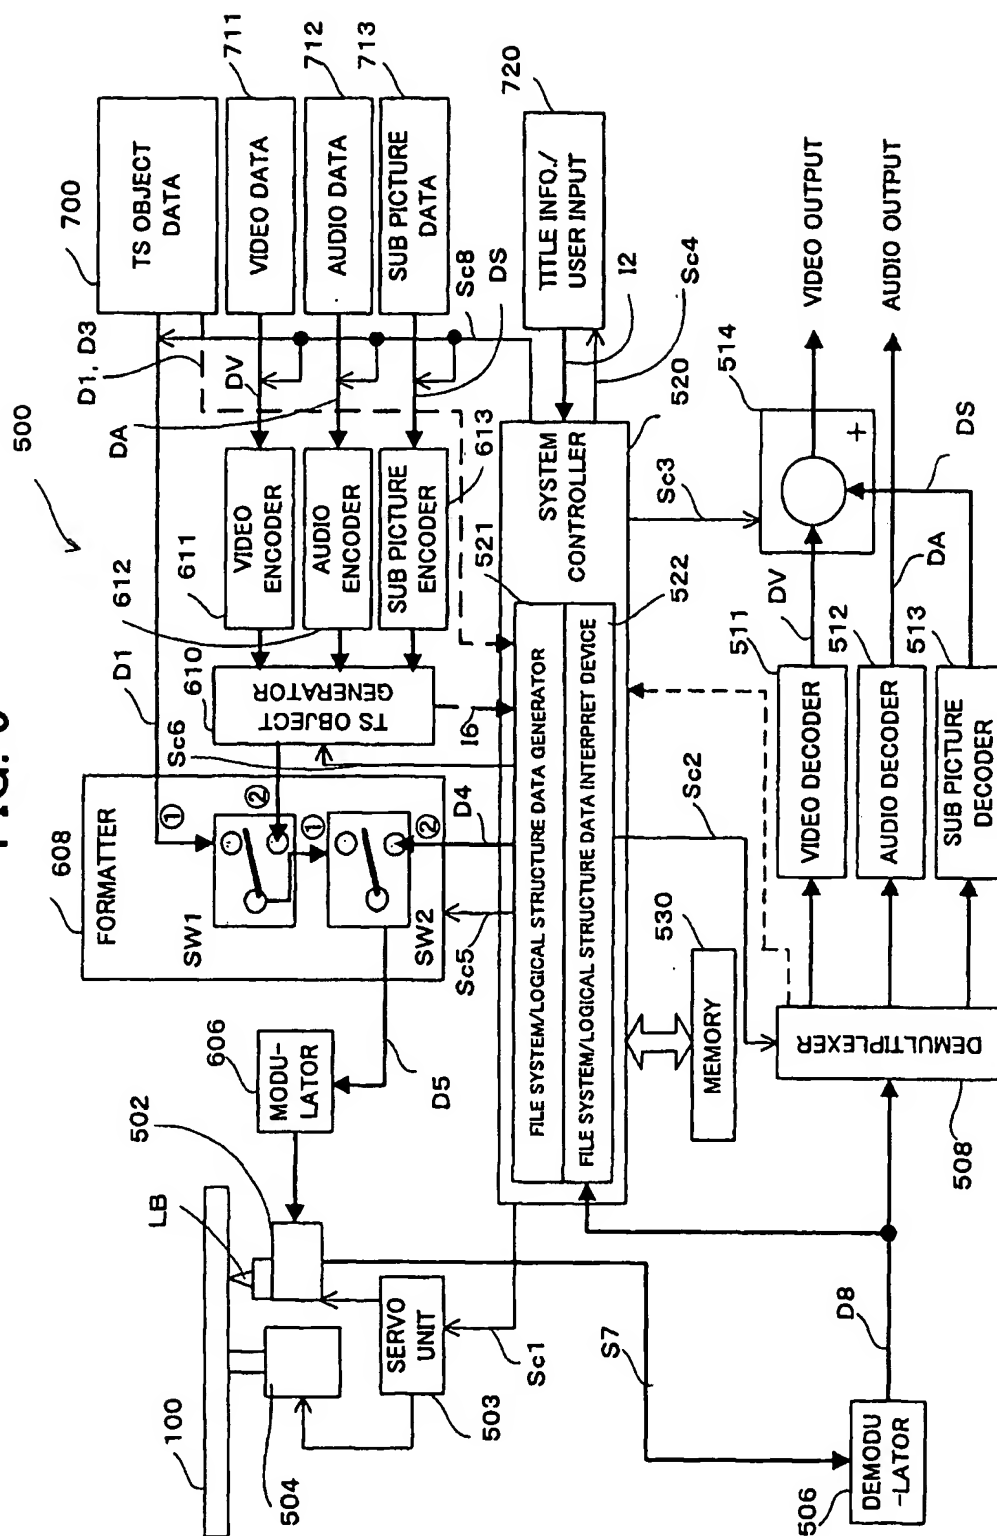 500
100
LB
502
504
SERVO
UNIT
503
Sc1
606
MODU-
LATOR
D5
608
FORMATTER
SW1
SW2
①
②
①
②
Sc5
D4
D1
Sc6
610
TS OBJECT
GENERATOR
I6
612
611
VIDEO
ENCODER
AUDIO
ENCODER
SUB PICTURE
ENCODER
613
D1, D3
DV
DA
DS
Sc8
700
TS OBJECT
DATA
711
VIDEO DATA
712
AUDIO DATA
713
SUB PICTURE
DATA
720
TITLE INFO./
USER INPUT
I2
Sc4
520
SYSTEM
CONTROLLER
521
FILE SYSTEM/LOGICAL STRUCTURE DATA GENERATOR
FILE SYSTEM/LOGICAL STRUCTURE DATA INTERPRET DEVICE
522
Sc3
Sc2
530
MEMORY
S7
D8
DEMODU
-LATOR
506
DEMULTIPLEXER
508
511
VIDEO DECODER
512
AUDIO DECODER
513
SUB PICTURE
DECODER
DV
DA
DS
514
+
VIDEO OUTPUT
AUDIO OUTPUT